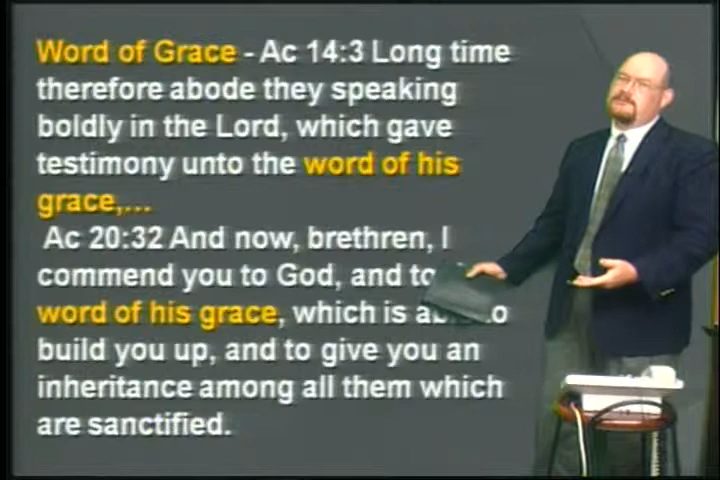 Word of Grace - Ac 14:3 Long time
therefore abode they speaking
boldly in the Lord, which gave
testimony unto the word of his
grace,...
Ac 20:32 And now, brethren, I
commend you to God, and to
word of his grace, which is
build you up, and to give you an
inheritance among all them which
are sanctified.